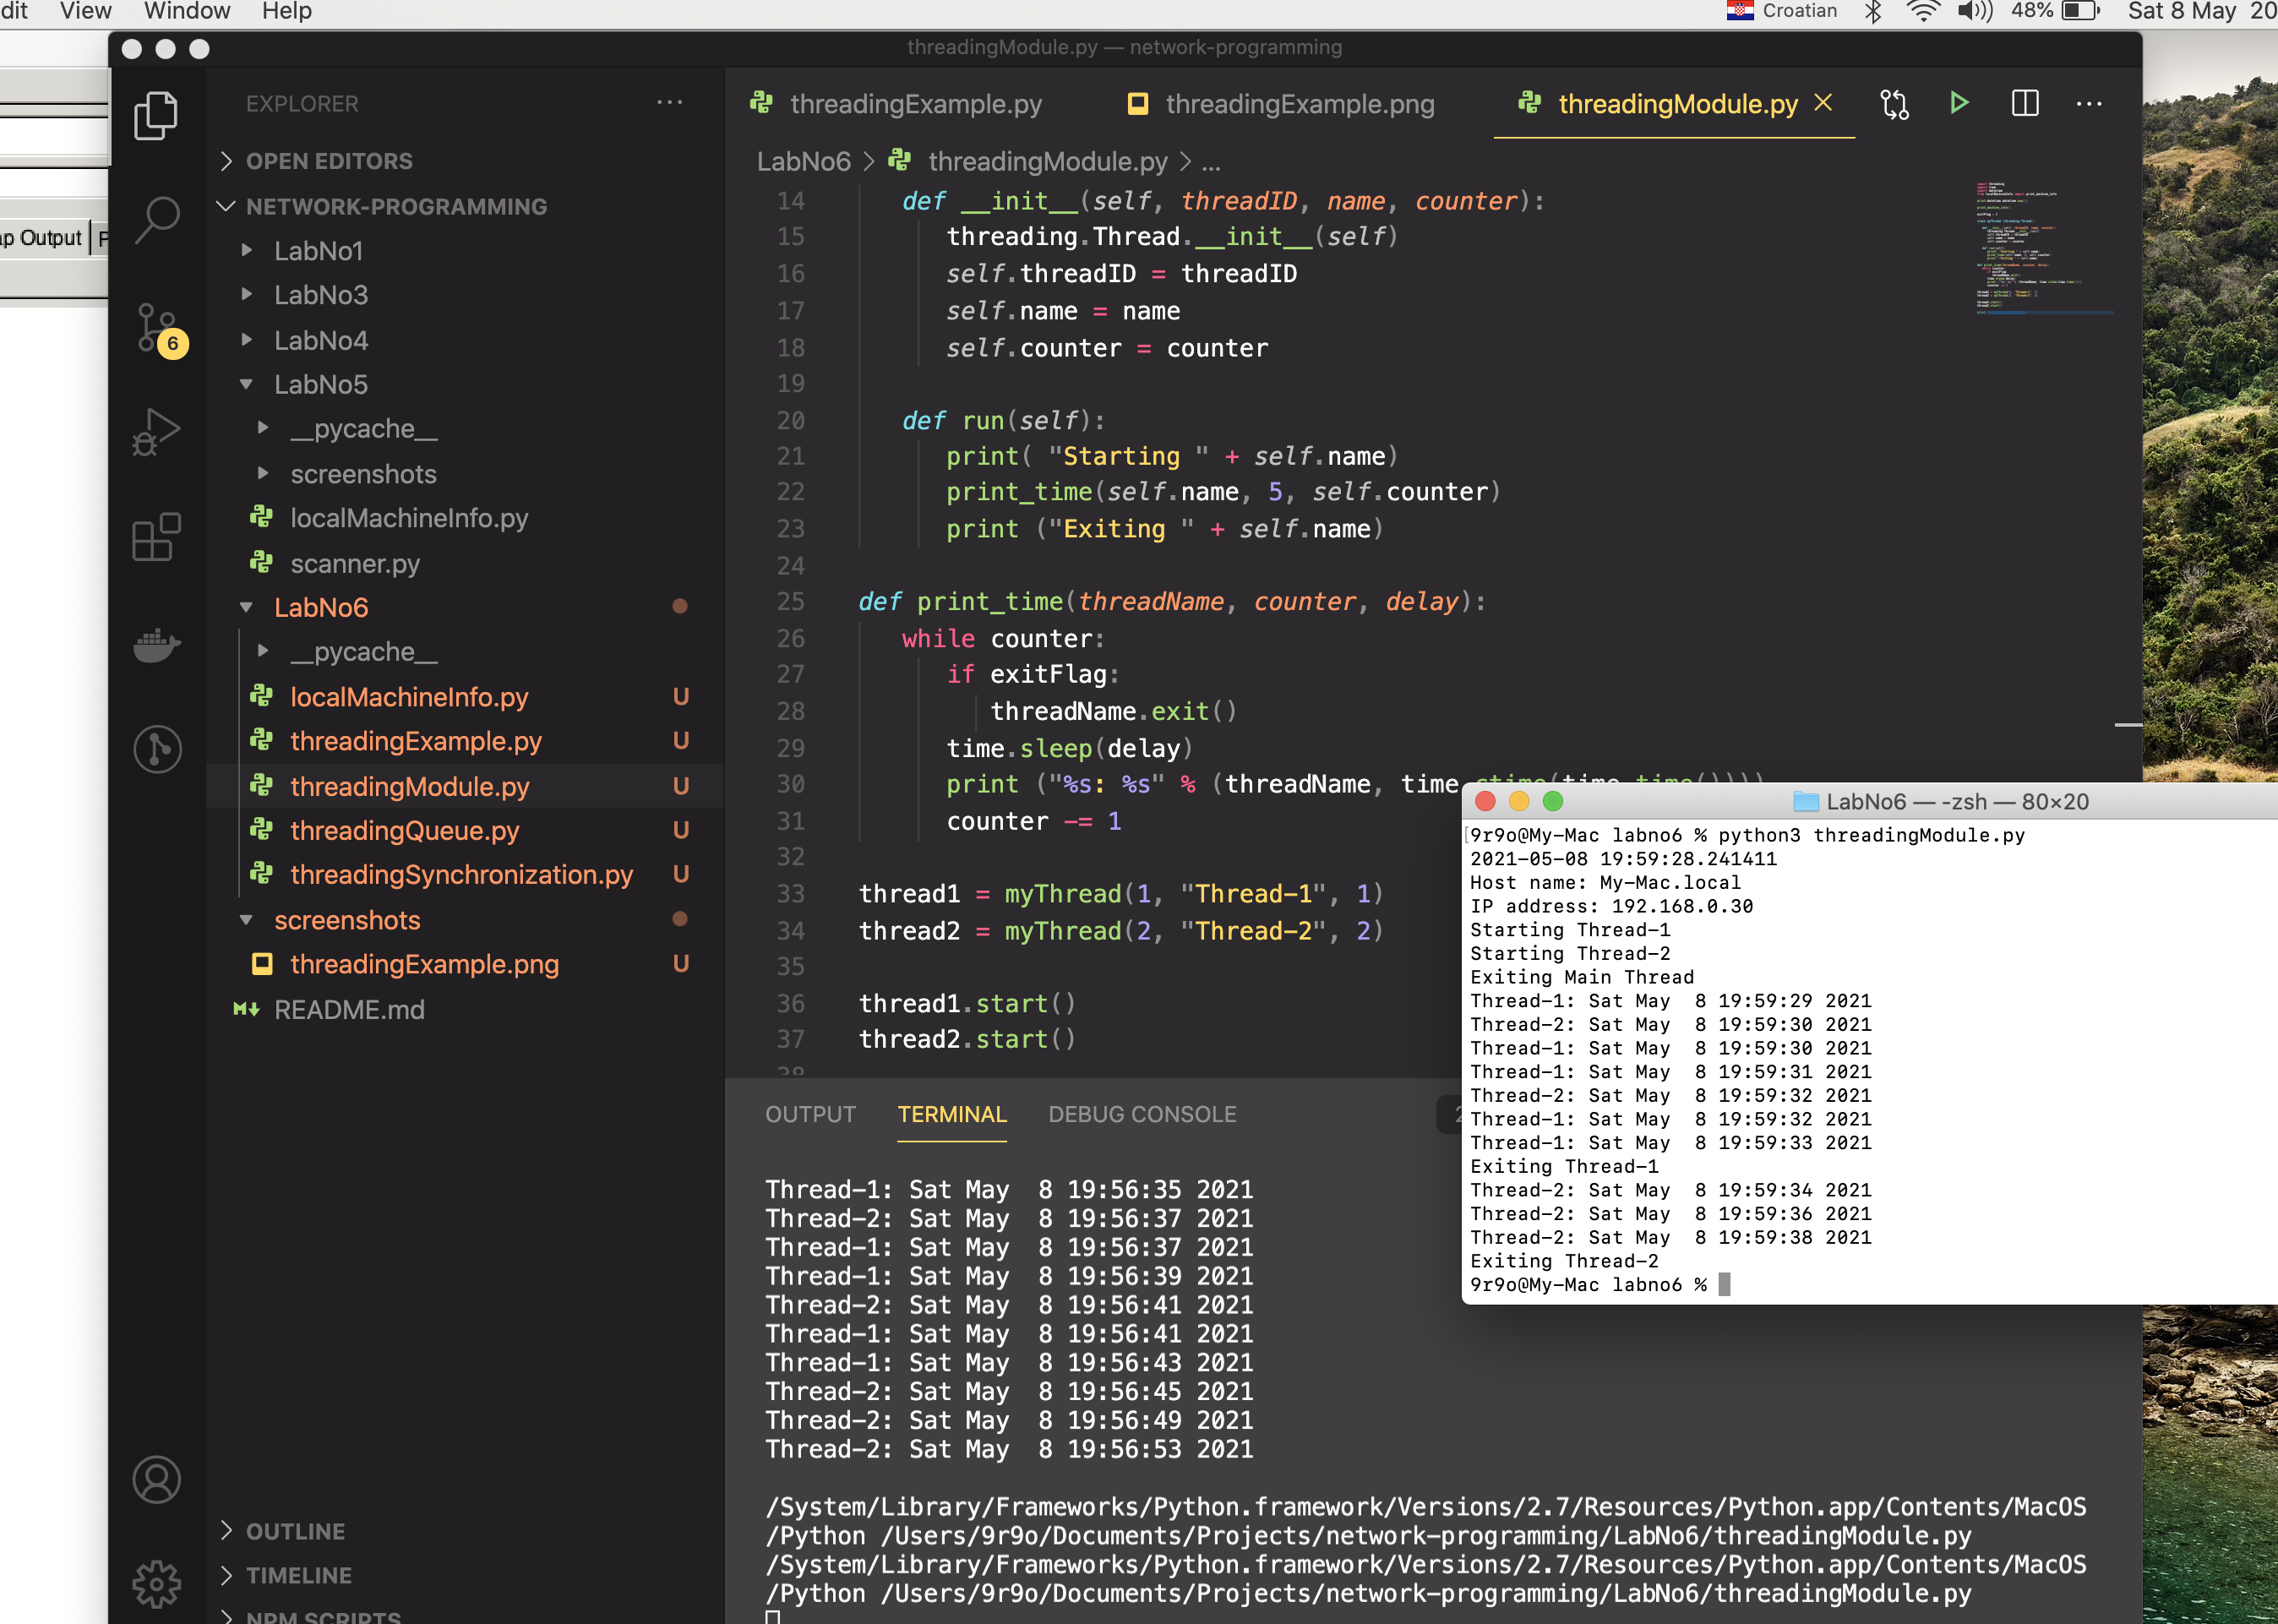 dit View Window Help Croatian 48% Sat 8 May 20
threadingModule.py — network-programming
p Output
EXPLORER
OPEN EDITORS
NETWORK-PROGRAMMING
LabNo1
LabNo3
LabNo4
LabNo5
__pycache__
screenshots
localMachineInfo.py
scanner.py
LabNo6
__pycache__
localMachineInfo.py U
threadingExample.py U
threadingModule.py U
threadingQueue.py U
threadingSynchronization.py U
screenshots
threadingExample.png U
README.md
6
OUTLINE
TIMELINE
NPM SCRIPTS
threadingExample.py threadingExample.png threadingModule.py
LabNo6 > threadingModule.py > ...
14 def __init__(self, threadID, name, counter):
15 threading.Thread.__init__(self)
16 self.threadID = threadID
17 self.name = name
18 self.counter = counter
19
20 def run(self):
21 print( "Starting " + self.name)
22 print_time(self.name, 5, self.counter)
23 print ("Exiting " + self.name)
24
25 def print_time(threadName, counter, delay):
26 while counter:
27 if exitFlag:
28 threadName.exit()
29 time.sleep(delay)
30 print ("%s: %s" % (threadName, time.ctime(time.time())))
31 counter -= 1
32
33 thread1 = myThread(1, "Thread-1", 1)
34 thread2 = myThread(2, "Thread-2", 2)
35
36 thread1.start()
37 thread2.start()
38
OUTPUT TERMINAL DEBUG CONSOLE
Thread-1: Sat May  8 19:56:35 2021
Thread-2: Sat May  8 19:56:37 2021
Thread-1: Sat May  8 19:56:37 2021
Thread-1: Sat May  8 19:56:39 2021
Thread-2: Sat May  8 19:56:41 2021
Thread-1: Sat May  8 19:56:41 2021
Thread-1: Sat May  8 19:56:43 2021
Thread-2: Sat May  8 19:56:45 2021
Thread-2: Sat May  8 19:56:49 2021
Thread-2: Sat May  8 19:56:53 2021
/System/Library/Frameworks/Python.framework/Versions/2.7/Resources/Python.app/Contents/MacOS
/Python /Users/9r9o/Documents/Projects/network-programming/LabNo6/threadingModule.py
/System/Library/Frameworks/Python.framework/Versions/2.7/Resources/Python.app/Contents/MacOS
/Python /Users/9r9o/Documents/Projects/network-programming/LabNo6/threadingModule.py
LabNo6 — -zsh — 80×20
9r9o@My-Mac labno6 % python3 threadingModule.py
2021-05-08 19:59:28.241411
Host name: My-Mac.local
IP address: 192.168.0.30
Starting Thread-1
Starting Thread-2
Exiting Main Thread
Thread-1: Sat May  8 19:59:29 2021
Thread-2: Sat May  8 19:59:30 2021
Thread-1: Sat May  8 19:59:30 2021
Thread-1: Sat May  8 19:59:31 2021
Thread-2: Sat May  8 19:59:32 2021
Thread-1: Sat May  8 19:59:32 2021
Thread-1: Sat May  8 19:59:33 2021
Exiting Thread-1
Thread-2: Sat May  8 19:59:34 2021
Thread-2: Sat May  8 19:59:36 2021
Thread-2: Sat May  8 19:59:38 2021
Exiting Thread-2
9r9o@My-Mac labno6 %